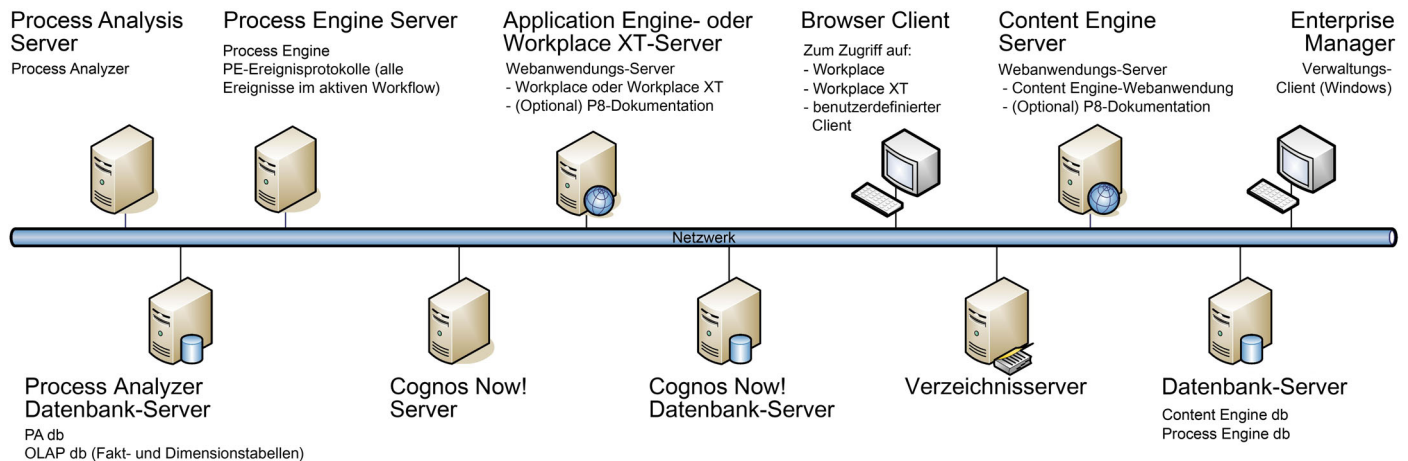 Process Analysis
Server
Process Analyzer
Process Engine Server
Process Engine
PE-Ereignisprotokolle (alle
Ereignisse im aktiven Workflow)
Application Engine- oder
Workplace XT-Server
Webanwendungs-Server
- Workplace oder Workplace XT
- (Optional) P8-Dokumentation
Browser Client
Zum Zugriff auf:
- Workplace
- Workplace XT
- benutzerdefinierter
Client
Content Engine
Server
Webanwendungs-Server
- Content Engine-Webanwendung
- (Optional) P8-Dokumentation
Enterprise
Manager
Verwaltungs-
Client (Windows)
Netzwerk
Process Analyzer
Datenbank-Server
PA db
OLAP db (Fakt- und Dimensionstabellen)
Cognos Now!
Server
Cognos Now!
Datenbank-Server
Verzeichnisserver
Datenbank-Server
Content Engine db
Process Engine db